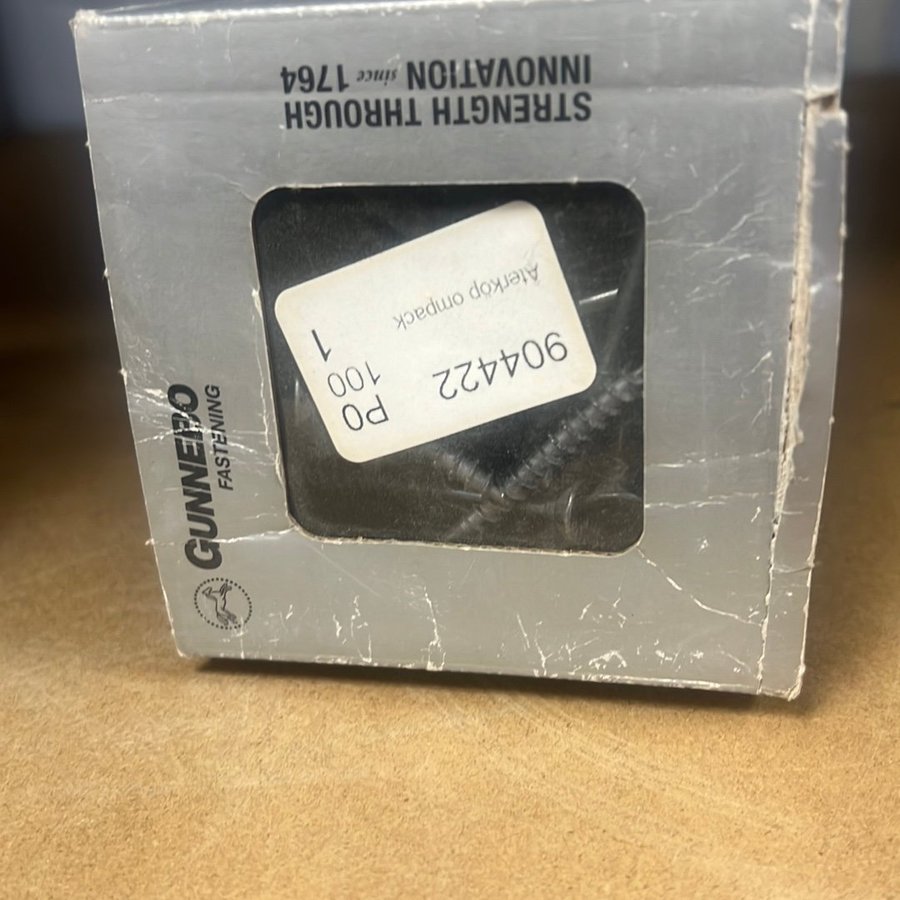 STRENGTH THROUGH
INNOVATION since 1764
Återköp ompack
904422
P0
100
1
GUNNEBO
FASTENING